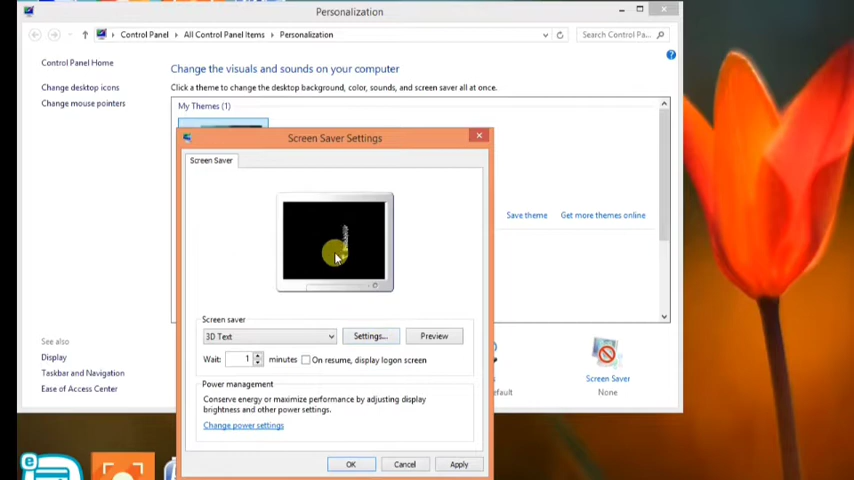 Personalization
Control Panel
All Control Panel Items
Personalization
Search Control Pa...
Control Panel Home
Change desktop icons
Change mouse pointers
Change the visuals and sounds on your computer
Click a theme to change the desktop background, color, sounds, and screen saver all at once.
My Themes (1)
Save theme
Get more themes online
Screen Saver Settings
Screen Saver
Screen saver
3D Text
Settings...
Preview
Wait:
1
minutes
On resume, display logon screen
Power management
Conserve energy or maximize performance by adjusting display
brightness and other power settings.
Change power settings
OK
Cancel
Apply
See also
Display
Taskbar and Navigation
Ease of Access Center
Screen Saver
None